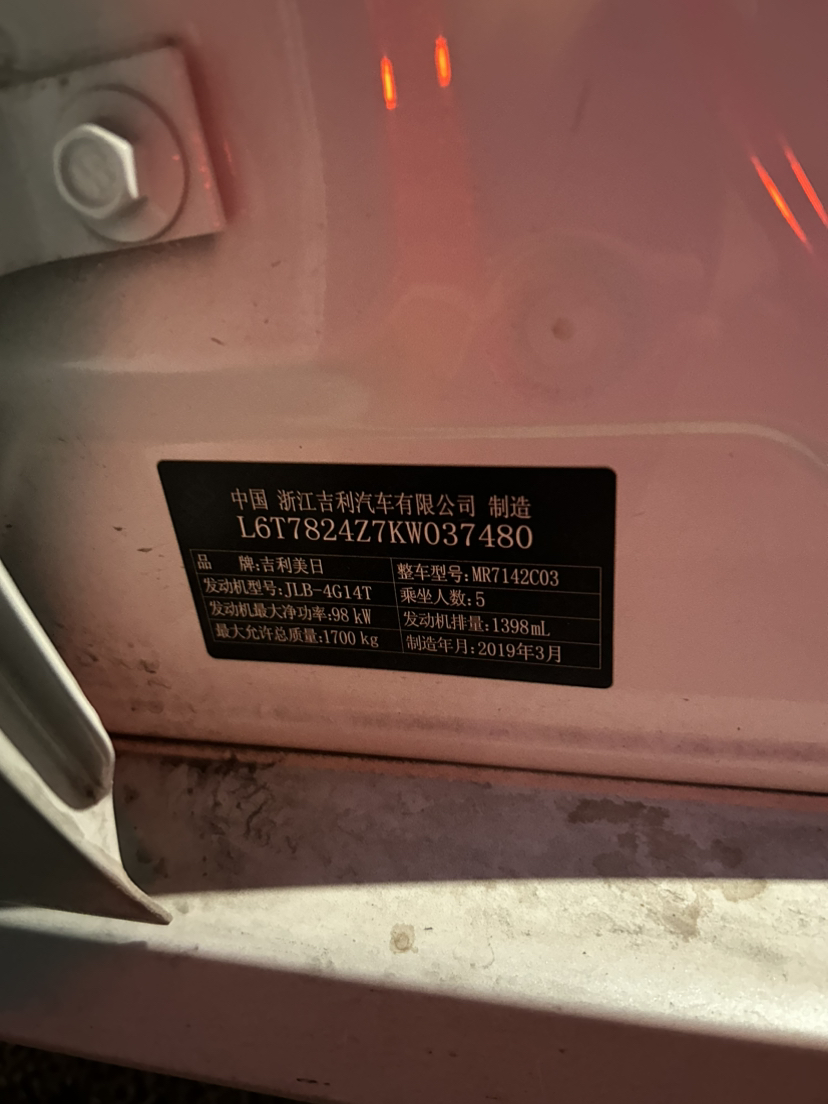 中国 浙江吉利汽车有限公司 制造
L6T7824Z7KW037480
品 牌:吉利美日 整车型号:MR7142C03
发动机型号:JLB-4G14T 乘坐人数:5
发动机最大净功率:98 kW 发动机排量:1398mL
最大允许总质量:1700 kg 制造年月:2019年3月